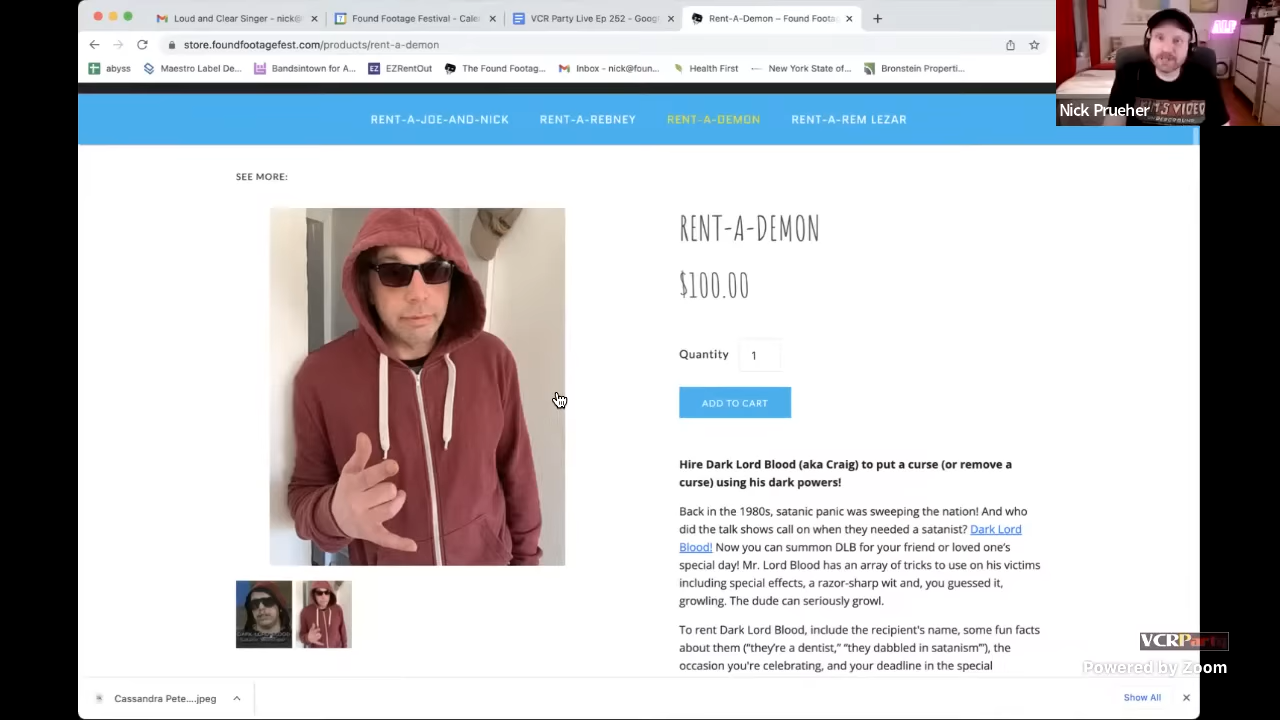 Loud and Clear Singer - nick@
Found Footage Festival - Cale
VCR Party Live Ep 252 - Goog
Rent-A-Demon – Found Foota
store.foundfootagefest.com/products/rent-a-demon
abyss
Maestro Label De...
Bandsintown for A...
EZRentOut
The Found Footag...
Inbox - nick@foun...
Health First
New York State of...
Bronstein Properti...
Nick Prueher
RENT-A-JOE-AND-NICK
RENT-A-REBNEY
RENT-A-DEMON
RENT-A-REM LEZAR
SEE MORE:
RENT-A-DEMON
$100.00
Quantity 1
ADD TO CART
Hire Dark Lord Blood (aka Craig) to put a curse (or remove a
curse) using his dark powers!
Back in the 1980s, satanic panic was sweeping the nation! And who
did the talk shows call on when they needed a satanist? Dark Lord
Blood! Now you can summon DLB for your friend or loved one's
special day! Mr. Lord Blood has an array of tricks to use on his victims
including special effects, a razor-sharp wit and, you guessed it,
growling. The dude can seriously growl.
To rent Dark Lord Blood, include the recipient's name, some fun facts
about them ("they're a dentist," "they dabbled in satanism"), the
occasion you're celebrating, and your deadline in the special
VCRParty
Powered by Zoom
Cassandra Pete....jpeg
Show All